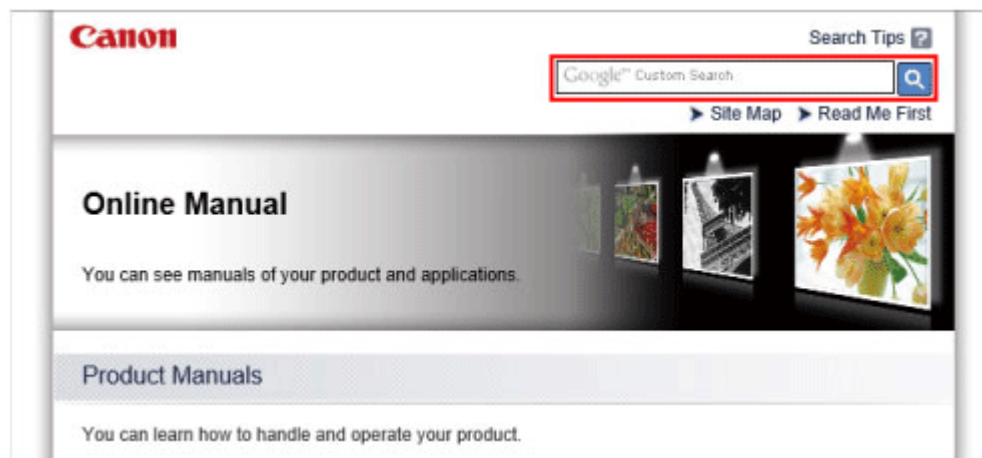 Canon
Search Tips ?
Google™ Custom Search
➤ Site Map ➤ Read Me First
Online Manual
You can see manuals of your product and applications.
Product Manuals
You can learn how to handle and operate your product.